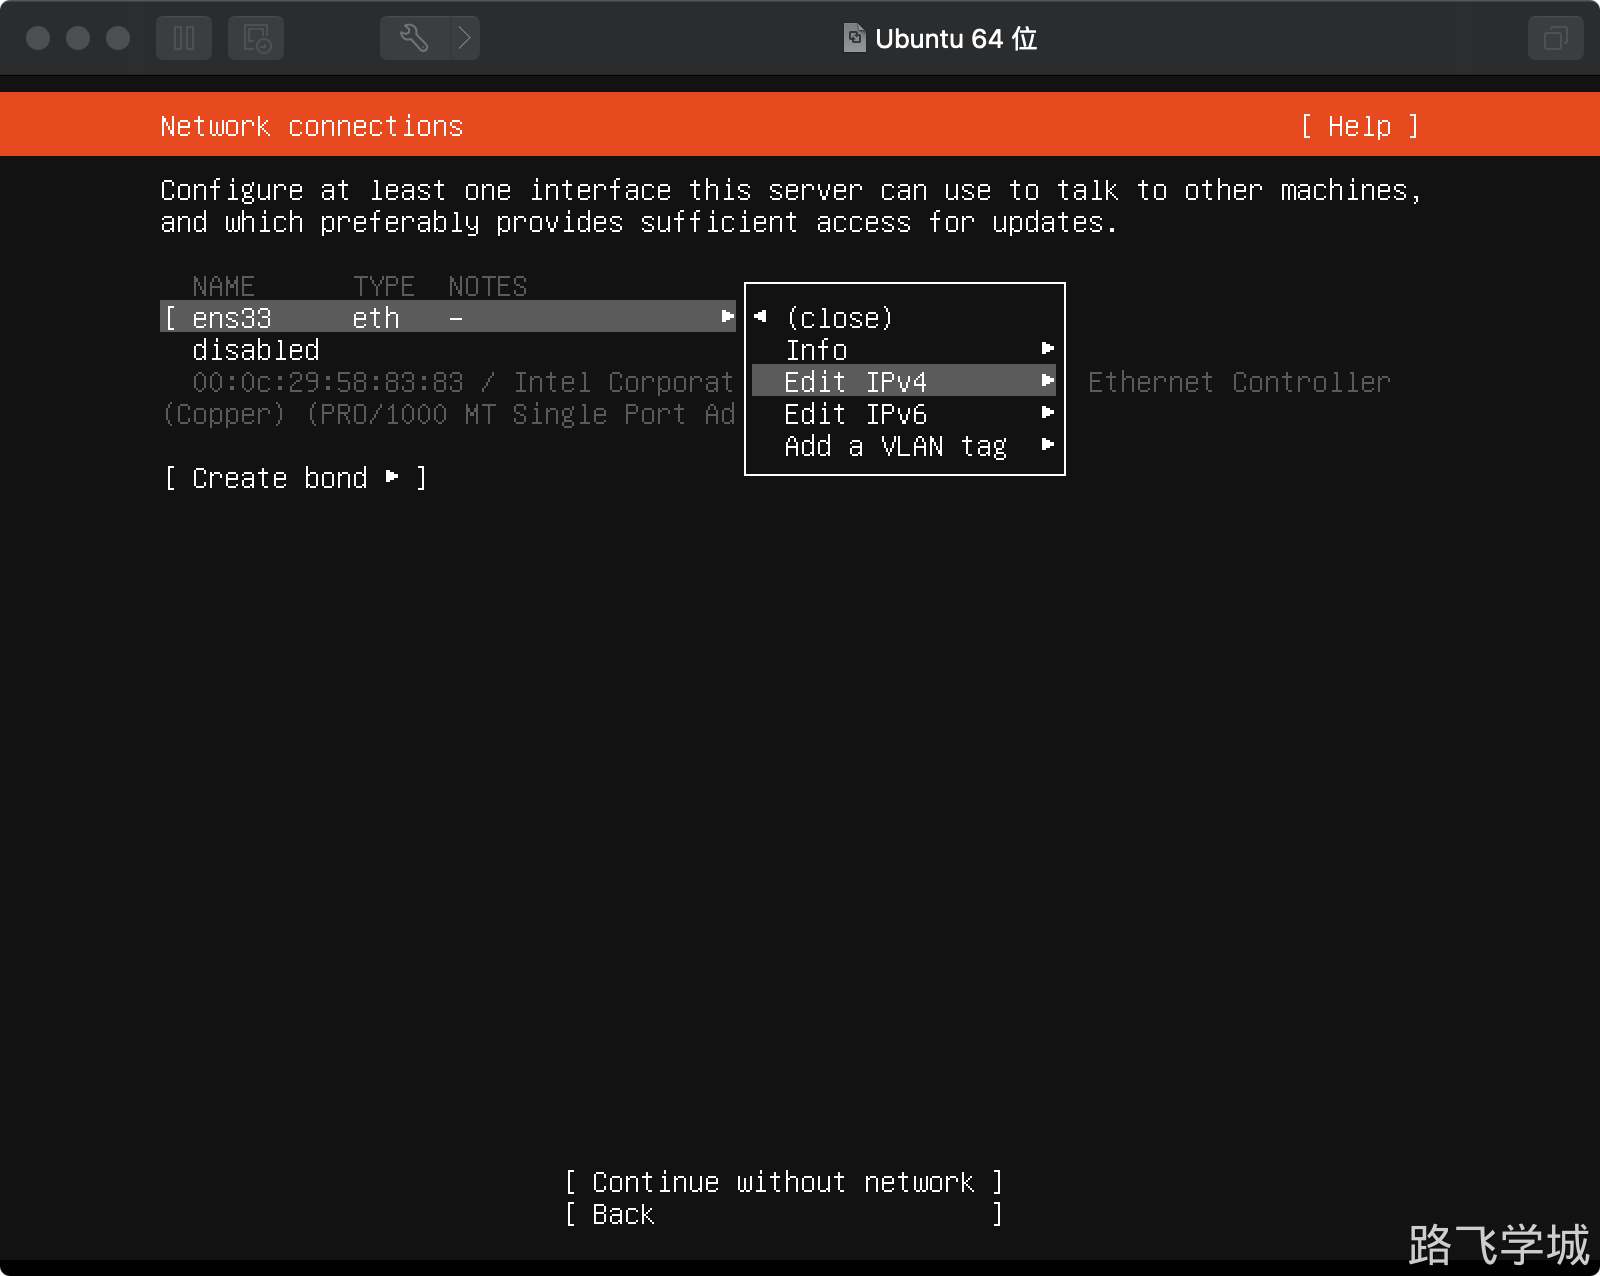 Ubuntu 64 位
Network connections [ Help ]
Configure at least one interface this server can use to talk to other machines,
and which preferably provides sufficient access for updates.
NAME TYPE NOTES
[ ens33 eth – ▸ ◂ (close)
disabled Info ▸
00:0c:29:58:83:83 / Intel Corporat Edit IPv4 ▸ Ethernet Controller
(Copper) (PRO/1000 MT Single Port Ad Edit IPv6 ▸
Add a VLAN tag ▸
[ Create bond ▸ ]
[ Continue without network ]
[ Back ]
路飞学城